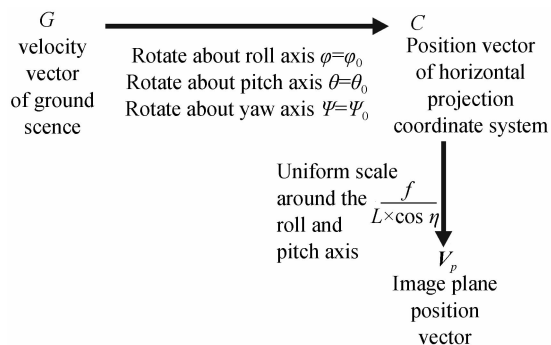 G
velocity
vector
of ground
scence
Rotate about roll axis φ=φ₀
Rotate about pitch axis θ=θ₀
Rotate about yaw axis Ψ=Ψ₀
C
Position vector
of horizontal
projection
coordinate system
Uniform scale
around the
roll and
pitch axis
f
L×cos η
Vₚ
Image plane
position
vector